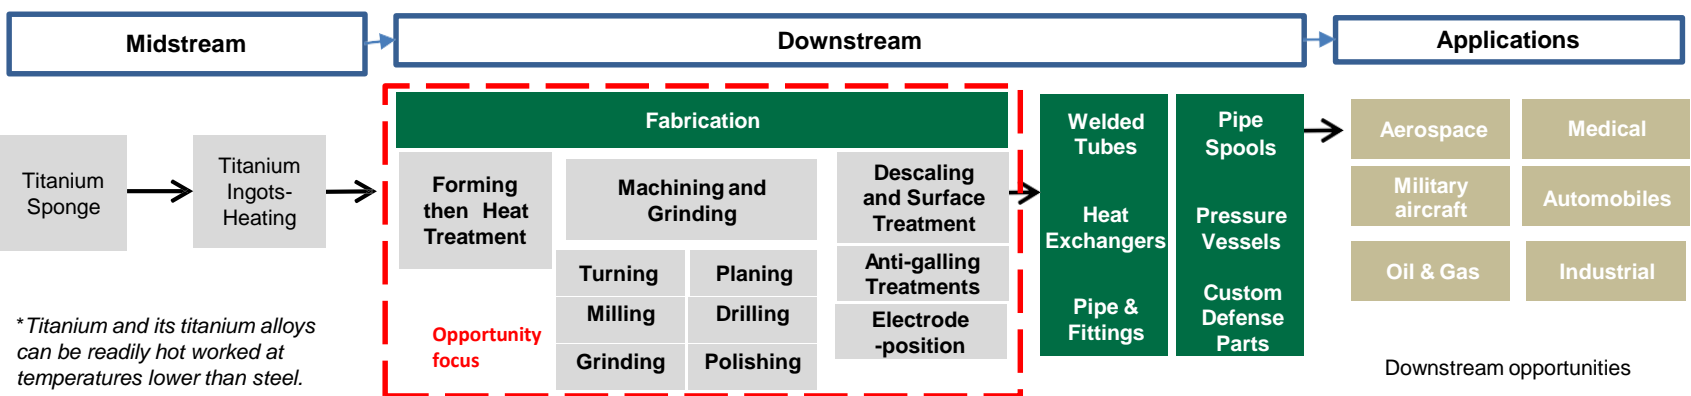 Midstream
Downstream
Applications
Titanium
Sponge
Titanium
Ingots-
Heating
Fabrication
Forming
then Heat
Treatment
Machining and
Grinding
Turning
Planing
Milling
Drilling
Grinding
Polishing
Descaling
and Surface
Treatment
Anti-galling
Treatments
Electrode
-position
Opportunity
focus
Welded
Tubes
Heat
Exchangers
Pipe &
Fittings
Pipe
Spools
Pressure
Vessels
Custom
Defense
Parts
Aerospace
Medical
Military
aircraft
Automobiles
Oil & Gas
Industrial
*Titanium and its titanium alloys
can be readily hot worked at
temperatures lower than steel.
Downstream opportunities